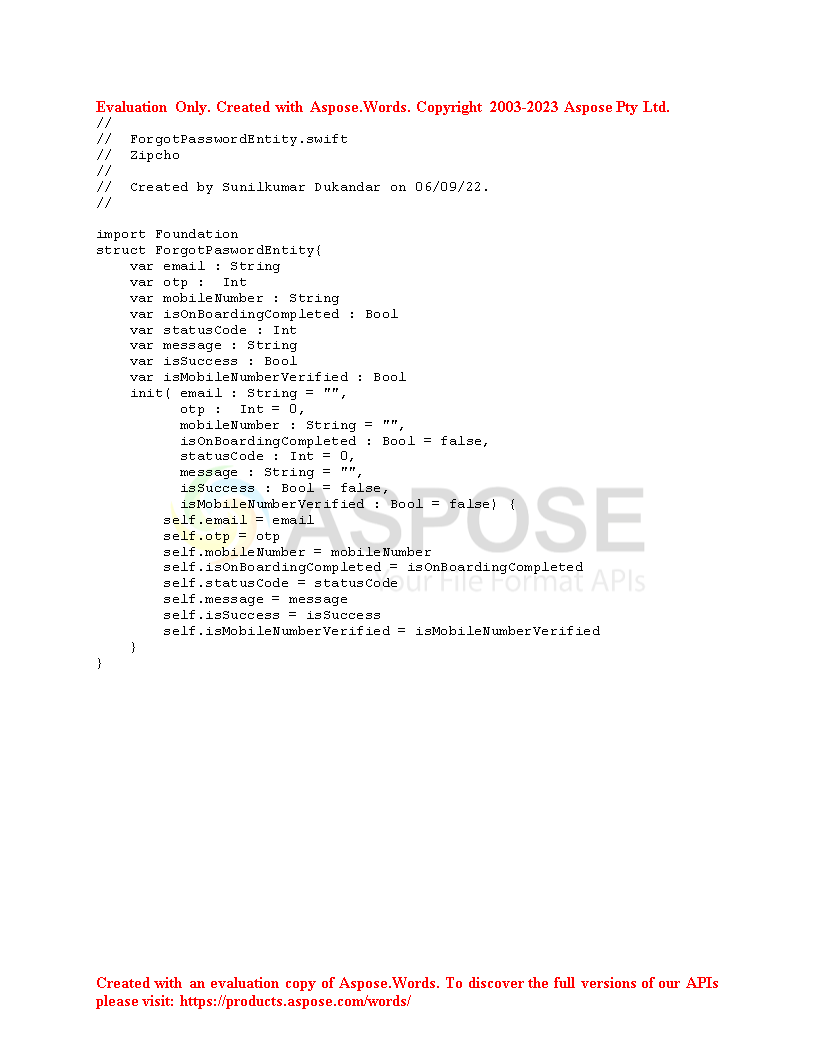 Evaluation Only. Created with Aspose.Words. Copyright 2003-2023 Aspose Pty Ltd.
//
//  ForgotPasswordEntity.swift
//  Zipcho
//
//  Created by Sunilkumar Dukandar on 06/09/22.
//

import Foundation
struct ForgotPaswordEntity{
    var email : String
    var otp :  Int
    var mobileNumber : String
    var isOnBoardingCompleted : Bool
    var statusCode : Int
    var message : String
    var isSuccess : Bool
    var isMobileNumberVerified : Bool
    init( email : String = "",
          otp :  Int = 0,
          mobileNumber : String = "",
          isOnBoardingCompleted : Bool = false,
          statusCode : Int = 0,
          message : String = "",
          isSuccess : Bool = false,
          isMobileNumberVerified : Bool = false) {
        self.email = email
        self.otp = otp
        self.mobileNumber = mobileNumber
        self.isOnBoardingCompleted = isOnBoardingCompleted
        self.statusCode = statusCode
        self.message = message
        self.isSuccess = isSuccess
        self.isMobileNumberVerified = isMobileNumberVerified
    }
}
ASPOSE
Your File Format APIs
Created with an evaluation copy of Aspose.Words. To discover the full versions of our APIs
please visit: https://products.aspose.com/words/